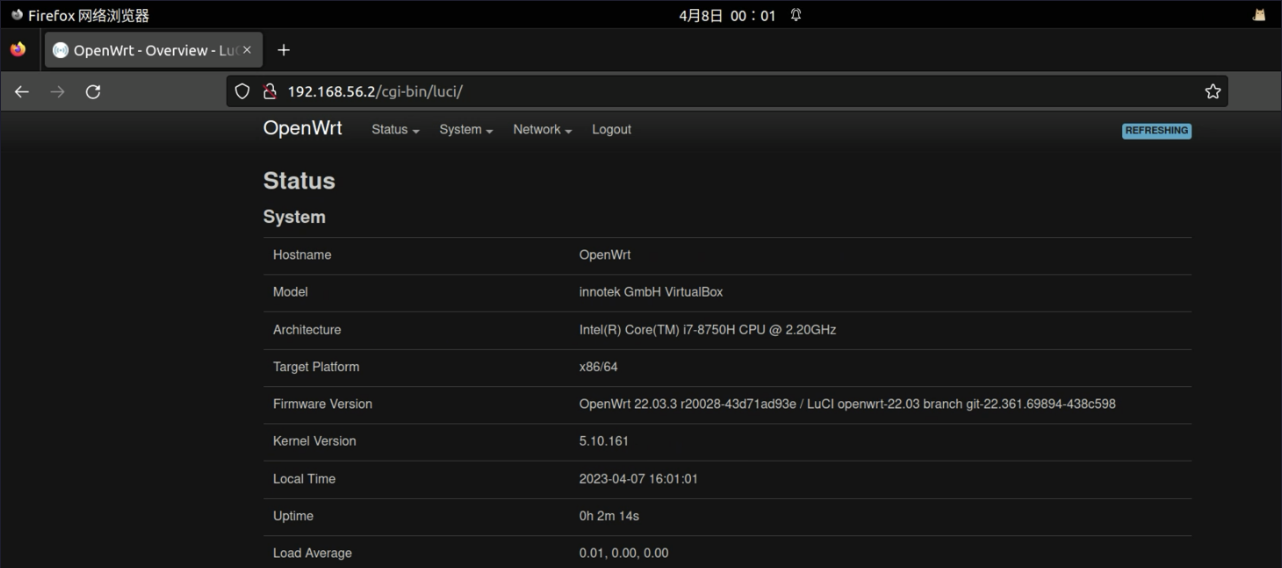 Firefox 网络浏览器 4月8日 00：01
OpenWrt - Overview - LuC
192.168.56.2/cgi-bin/luci/
OpenWrt Status System Network Logout REFRESHING
Status
System
Hostname OpenWrt
Model innotek GmbH VirtualBox
Architecture Intel(R) Core(TM) i7-8750H CPU @ 2.20GHz
Target Platform x86/64
Firmware Version OpenWrt 22.03.3 r20028-43d71ad93e / LuCI openwrt-22.03 branch git-22.361.69894-438c598
Kernel Version 5.10.161
Local Time 2023-04-07 16:01:01
Uptime 0h 2m 14s
Load Average 0.01, 0.00, 0.00